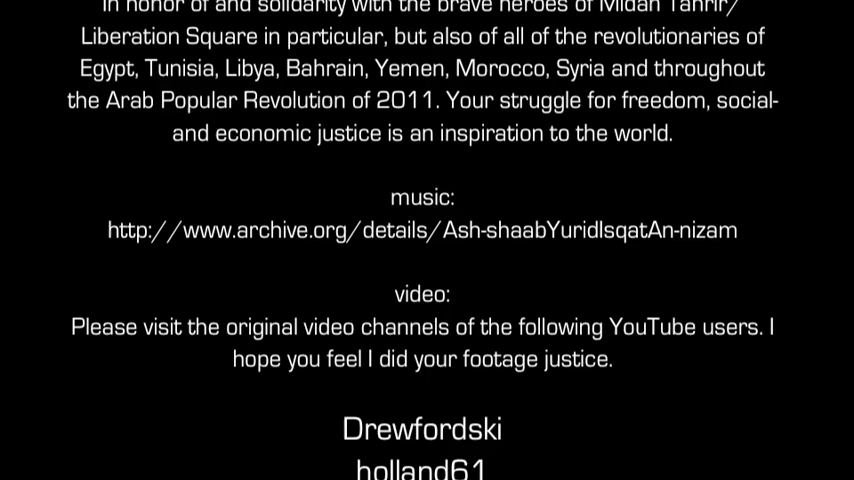 In honor of and solidarity with the brave heroes of Midan Tahrir/
Liberation Square in particular, but also of all of the revolutionaries of
Egypt, Tunisia, Libya, Bahrain, Yemen, Morocco, Syria and throughout
the Arab Popular Revolution of 2011. Your struggle for freedom, social-
and economic justice is an inspiration to the world.
music:
http://www.archive.org/details/Ash-shaabYuridIsqatAn-nizam
video:
Please visit the original video channels of the following YouTube users. I
hope you feel I did your footage justice.
Drewfordski
holland61